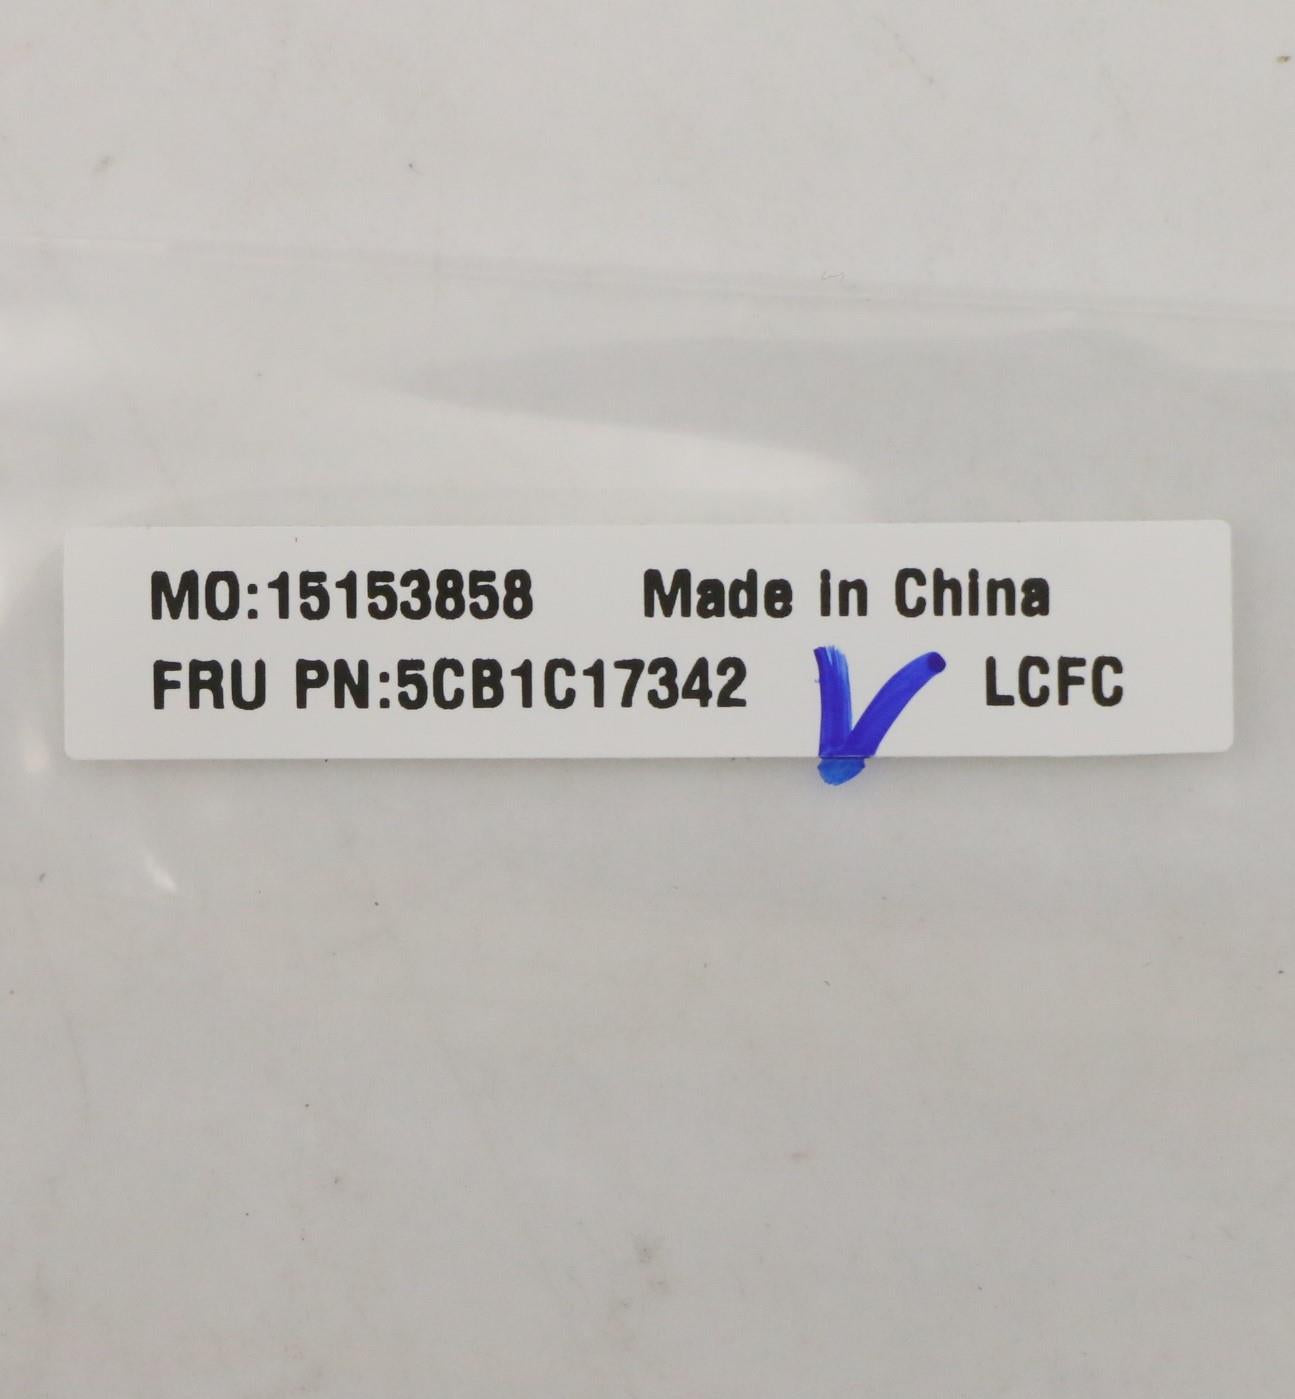 MO:15153858 Made in China
FRU PN:5CB1C17342 LCFC